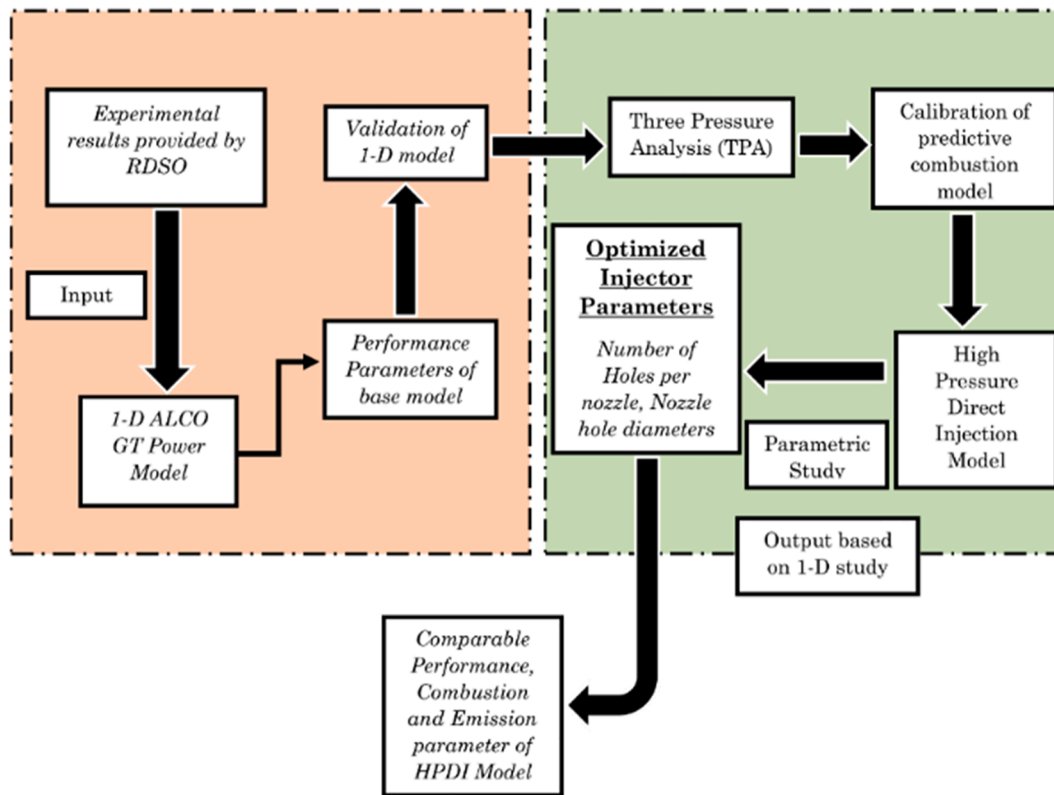 Experimental
results provided by
RDSO
Input
1-D ALCO
GT Power
Model
Performance
Parameters of
base model
Validation of
1-D model
Three Pressure
Analysis (TPA)
Calibration of
predictive
combustion
model
High
Pressure
Direct
Injection
Model
Parametric
Study
Optimized
Injector
Parameters
Number of
Holes per
nozzle, Nozzle
hole diameters
Output based
on 1-D study
Comparable
Performance,
Combustion
and Emission
parameter of
HPDI Model